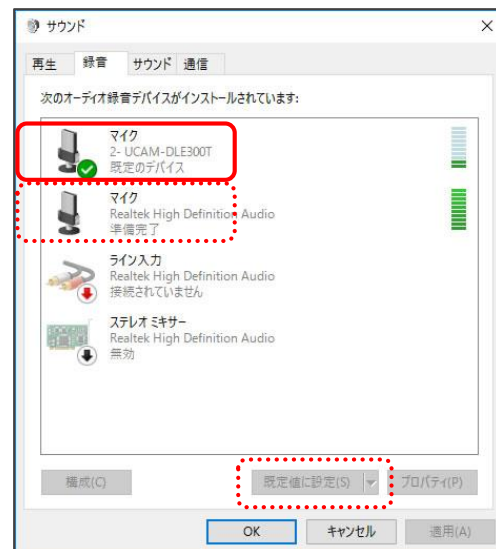 サウンド
再生 録音 サウンド 通信
次のオーディオ録音デバイスがインストールされています:
マイク
2- UCAM-DLE300T
既定のデバイス
マイク
Realtek High Definition Audio
準備完了
ライン入力
Realtek High Definition Audio
接続されていません
ステレオ ミキサー
Realtek High Definition Audio
無効
構成(C) 既定値に設定(S) プロパティ(P)
OK キャンセル 適用(A)